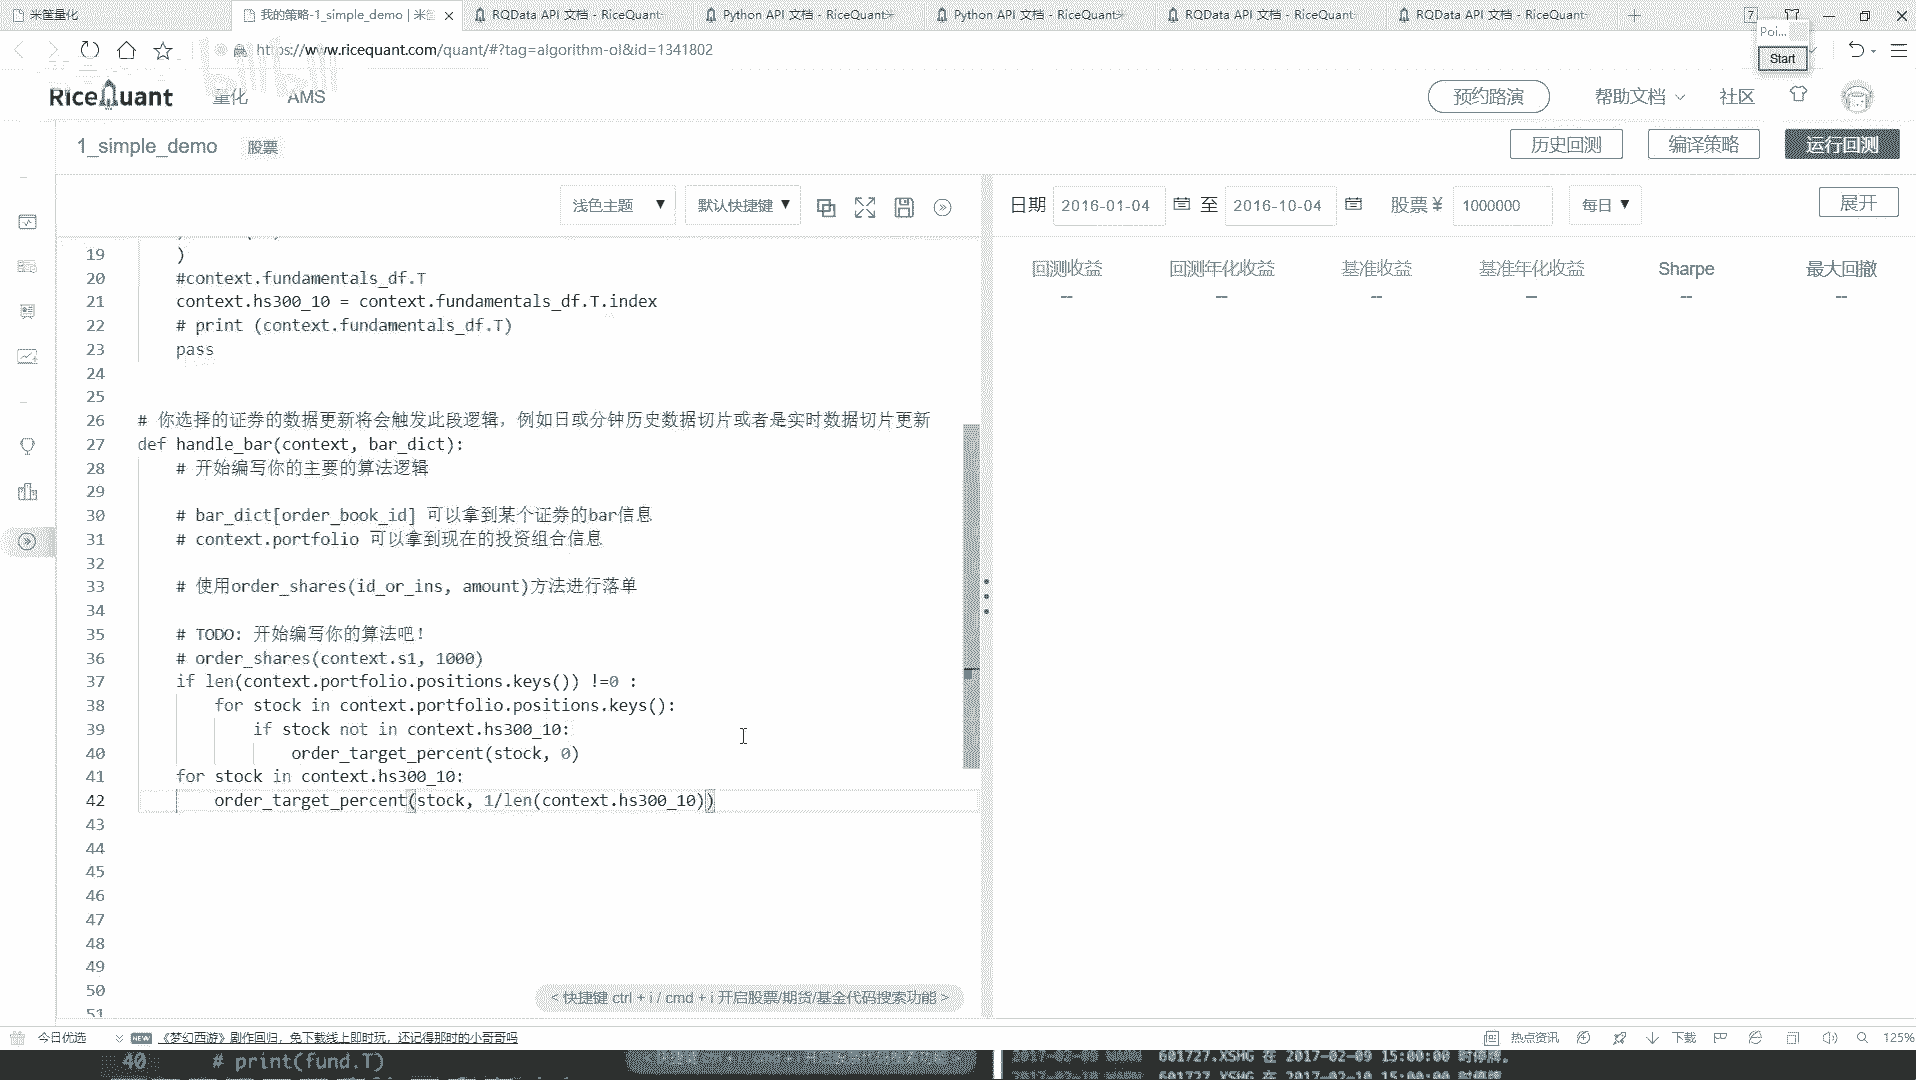 米筐量化
我的策略-1_simple_demo | 米
RQData API 文档 - RiceQuant
Python API 文档 - RiceQuant
Python API 文档 - RiceQuant
RQData API 文档 - RiceQuant
RQData API 文档 - RiceQuant
7
Poi...
Start
https://www.ricequant.com/quant/#?tag=algorithm-ol&id=1341802
RiceQuant 量化 AMS 预约路演 帮助文档 社区
1_simple_demo 股票 历史回测 编译策略 运行回测
浅色主题 ▼ 默认快捷键 ▼
日期 2016-01-04 至 2016-10-04 股票 ¥ 1000000 每日 ▼ 展开
回测收益 回测年化收益 基准收益 基准年化收益 Sharpe 最大回撤
-- -- -- -- -- --
19 )
20 #context.fundamentals_df.T
21 context.hs300_10 = context.fundamentals_df.T.index
22 # print (context.fundamentals_df.T)
23 pass
24
25
26 # 你选择的证券的数据更新将会触发此段逻辑，例如日或分钟历史数据切片或者是实时数据切片更新
27 def handle_bar(context, bar_dict):
28 # 开始编写你的主要的算法逻辑
29
30 # bar_dict[order_book_id] 可以拿到某个证券的bar信息
31 # context.portfolio 可以拿到现在的投资组合信息
32
33 # 使用order_shares(id_or_ins, amount)方法进行落单
34
35 # TODO: 开始编写你的算法吧！
36 # order_shares(context.s1, 1000)
37 if len(context.portfolio.positions.keys()) !=0 :
38 for stock in context.portfolio.positions.keys():
39 if stock not in context.hs300_10:
40 order_target_percent(stock, 0)
41 for stock in context.hs300_10:
42 order_target_percent(stock, 1/len(context.hs300_10))
43
44
45
46
47
48
49
50
51
< 快捷键 ctrl + i / cmd + i 开启股票/期货/基金代码搜索功能 >
今日优选 NEW 《梦幻西游》剧作回归，免下载线上即时玩，还记得那时的小哥哥吗 热点资讯 下载 125%
40 # print(fund.T)
601727.XSHG 在 2017-02-09 15:00:00 时停牌。
601727.XSHG 在 2017-02-10 15:00:00 时停牌。